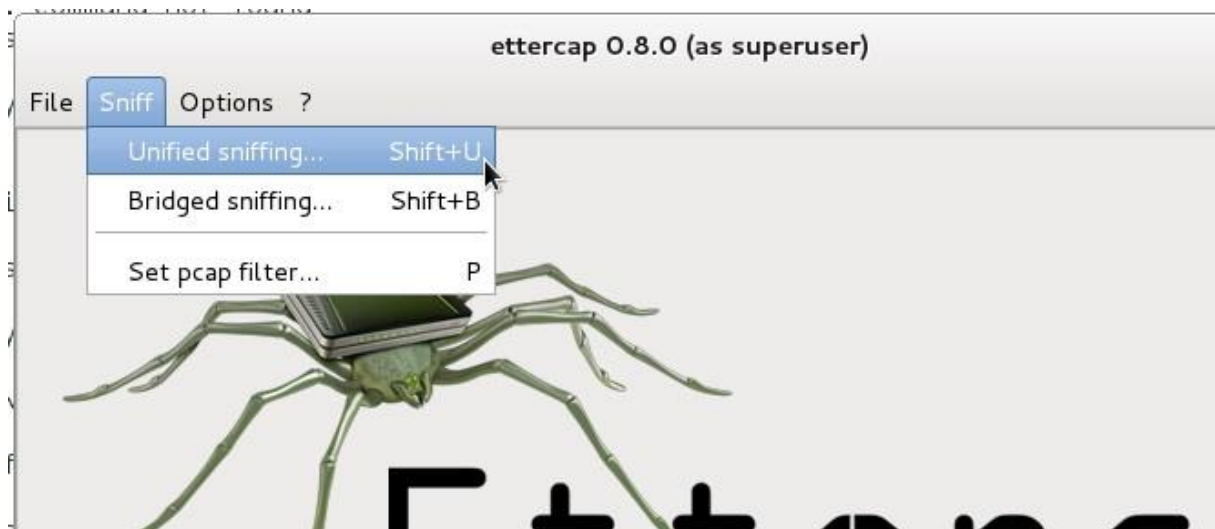 ettercap 0.8.0 (as superuser)
File Sniff Options ?
Unified sniffing... Shift+U
Bridged sniffing... Shift+B
Set pcap filter... P